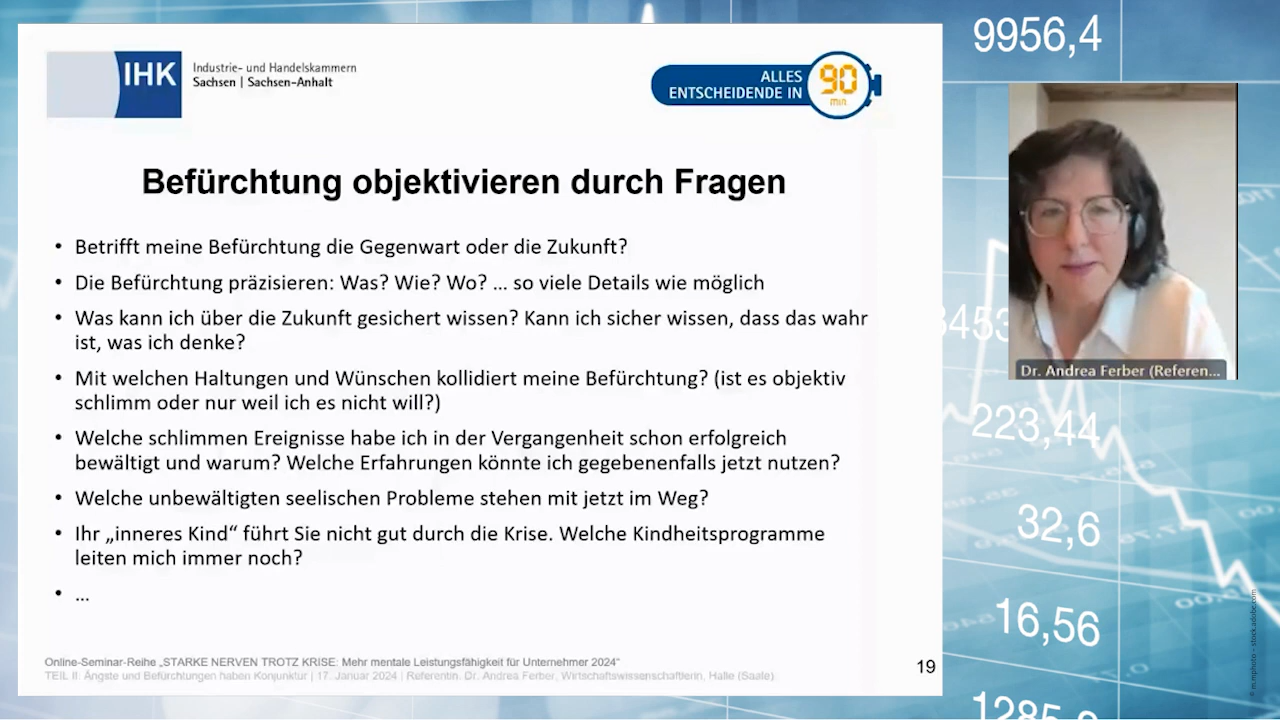 9956,4
IHK
Industrie- und Handelskammern
Sachsen | Sachsen-Anhalt
ALLES
ENTSCHEIDENDE IN
90
min
Befürchtung objektivieren durch Fragen
• Betrifft meine Befürchtung die Gegenwart oder die Zukunft?
• Die Befürchtung präzisieren: Was? Wie? Wo? ... so viele Details wie möglich
• Was kann ich über die Zukunft gesichert wissen? Kann ich sicher wissen, dass das wahr
ist, was ich denke?
• Mit welchen Haltungen und Wünschen kollidiert meine Befürchtung? (ist es objektiv
schlimm oder nur weil ich es nicht will?)
• Welche schlimmen Ereignisse habe ich in der Vergangenheit schon erfolgreich
bewältigt und warum? Welche Erfahrungen könnte ich gegebenenfalls jetzt nutzen?
• Welche unbewältigten seelischen Probleme stehen mit jetzt im Weg?
• Ihr „inneres Kind“ führt Sie nicht gut durch die Krise. Welche Kindheitsprogramme
leiten mich immer noch?
• ...
Online-Seminar-Reihe „STARKE NERVEN TROTZ KRISE: Mehr mentale Leistungsfähigkeit für Unternehmer 2024“
TEIL II: Ängste und Befürchtungen haben Konjunktur | 17. Januar 2024 | Referentin: Dr. Andrea Ferber, Wirtschaftswissenschaftlerin, Halle (Saale)
19
Dr. Andrea Ferber (Referen...
223,44
32,6
16,56
© m.mphoto - stock.adobe.com